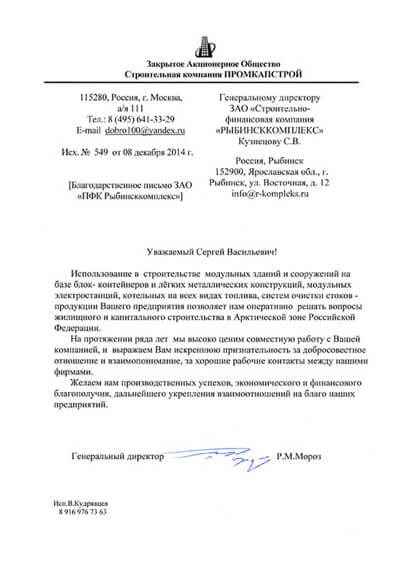 Закрытое Акционерное Общество
Строительная компания ПРОМКАПСТРОЙ
115280, Россия, г. Москва,
а/я 111
Тел.: 8 (495) 641-33-29
E-mail dobro100@yandex.ru
Исх. № 549 от 08 декабря 2014 г.
[Благодарственное письмо ЗАО
«ПФК Рыбинсккомплекс»]
Генеральному директору
ЗАО «Строительно-
финансовая компания
«РЫБИНСККОМПЛЕКС»
Кузнецову С.В.
Россия, Рыбинск
152900, Ярославская обл., г.
Рыбинск, ул. Восточная, д. 12
info@r-kompleks.ru
Уважаемый Сергей Васильевич!
Использование в строительстве модульных зданий и сооружений на
базе блок- контейнеров и лёгких металлических конструкций, модульных
электростанций, котельных на всех видах топлива, систем очистки стоков -
продукции Вашего предприятия позволяет нам оперативно решать вопросы
жилищного и капитального строительства в Арктической зоне Российской
Федерации.
На протяжении ряда лет мы высоко ценим совместную работу с Вашей
компанией, и выражаем Вам искреннюю признательность за добросовестное
отношение и взаимопонимание, за хорошие рабочие контакты между нашими
фирмами.
Желаем вам производственных успехов, экономического и финансового
благополучия, дальнейшего укрепления взаимоотношений на благо наших
предприятий.
Генеральный директор Р.М.Мороз
Исп.В.Кудрявцев
8 916 976 73 63